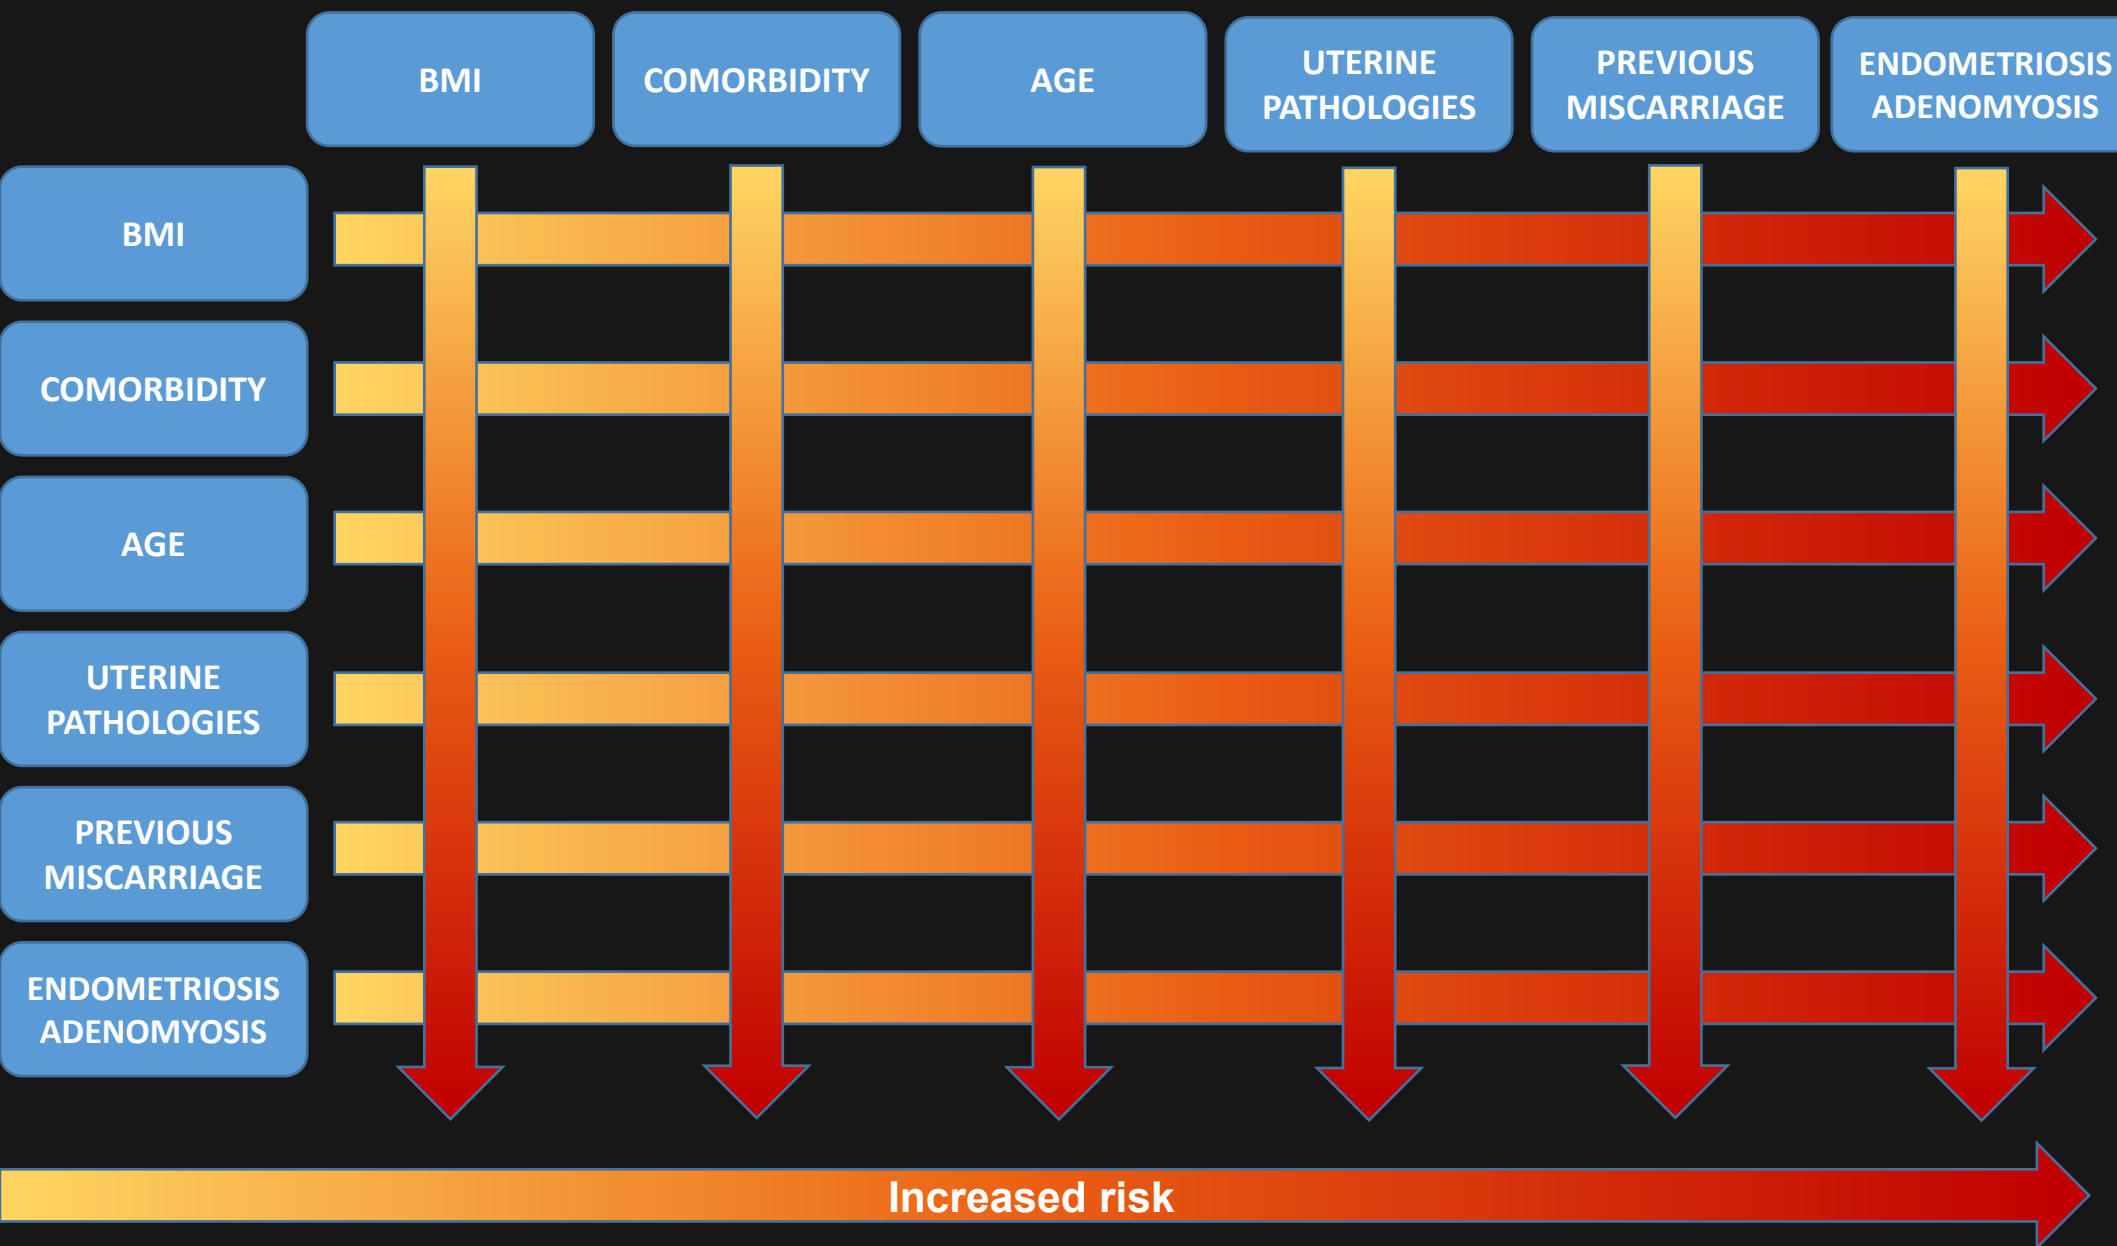 BMI
COMORBIDITY
AGE
UTERINE
PATHOLOGIES
PREVIOUS
MISCARRIAGE
ENDOMETRIOSIS
ADENOMYOSIS
BMI
COMORBIDITY
AGE
UTERINE
PATHOLOGIES
PREVIOUS
MISCARRIAGE
ENDOMETRIOSIS
ADENOMYOSIS
Increased risk